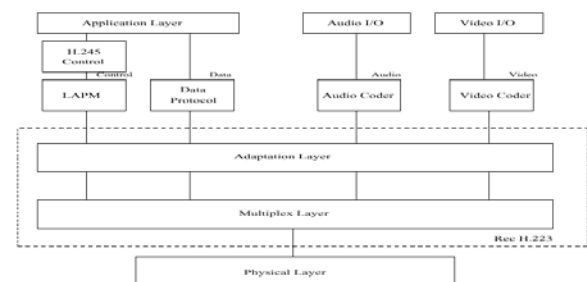 Application Layer
Audio I/O
Video I/O
H.245
Control
Control
Data
Audio
Video
LAPM
Data
Protocol
Audio Coder
Video Coder
Adaptation Layer
Multiplex Layer
Rec H.223
Physical Layer